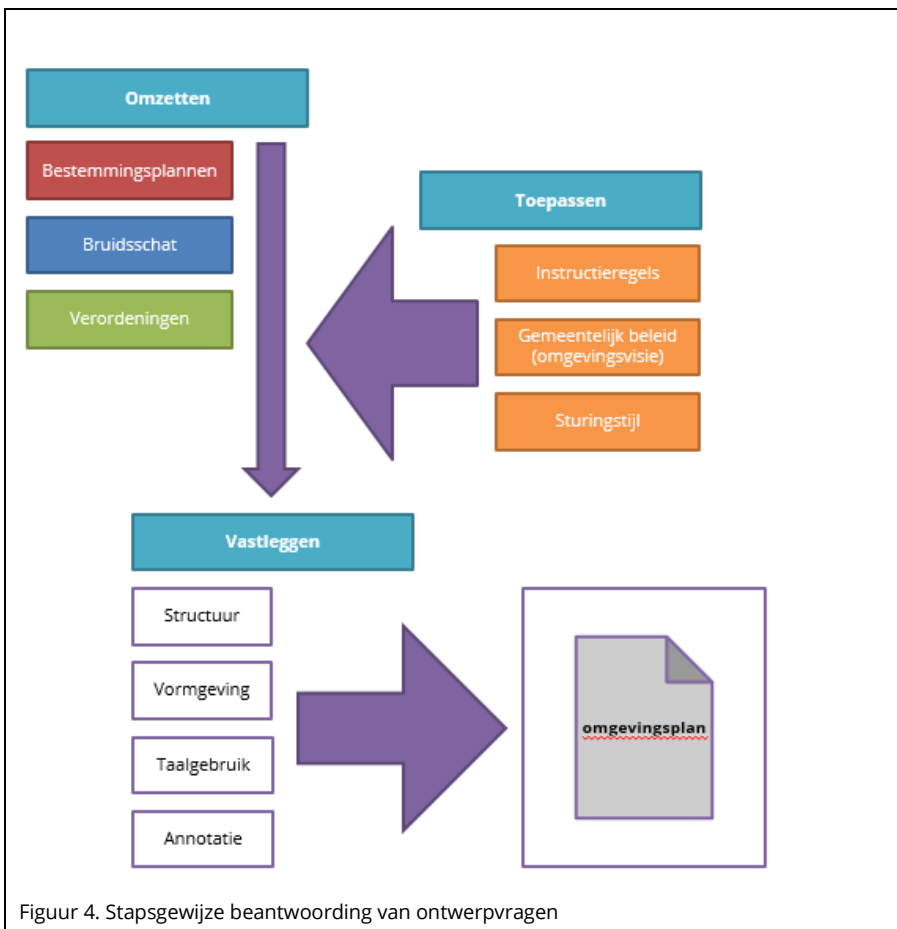 Omzetten
Bestemmingsplannen
Bruidsschat
Verordeningen
Toepassen
Instructieregels
Gemeentelijk beleid
(omgevingsvisie)
Sturingstijl
Vastleggen
Structuur
Vormgeving
Taalgebruik
Annotatie
omgevingsplan
Figuur 4. Stapsgewijze beantwoording van ontwerpvragen